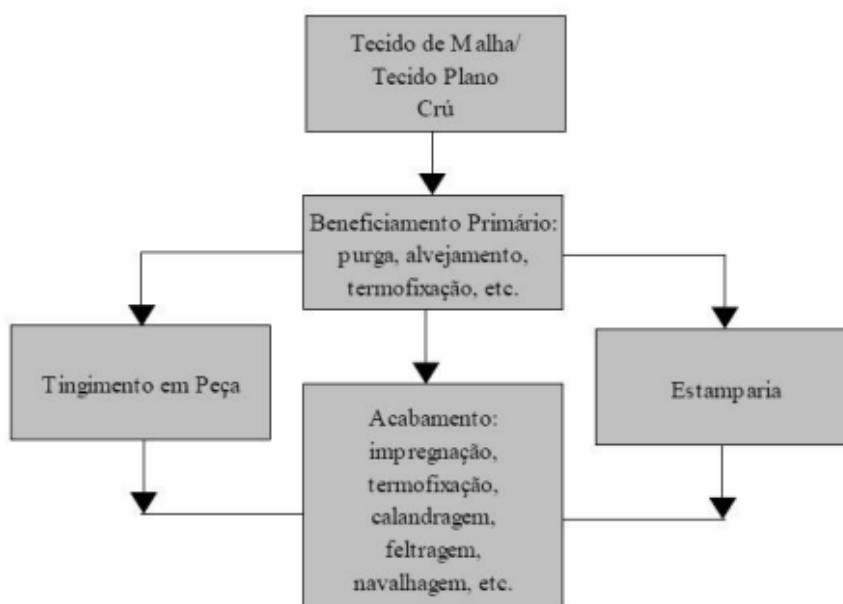 Tecido de Malha/
Tecido Plano
Crú
Beneficiamento Primário:
purga, alvejamento,
termofixação, etc.
Tingimento em Peça
Estamparia
Acabamento:
impregnação,
termofixação,
calandragem,
feltragem,
navalhagem, etc.